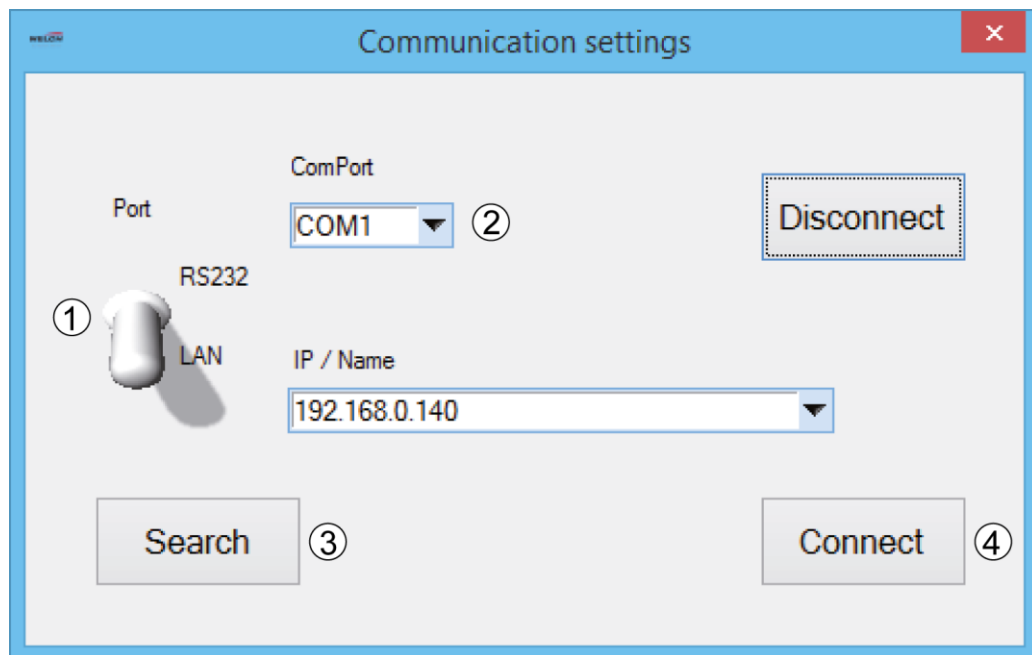 Communication settings
ComPort
Port
COM1
②
Disconnect
RS232
①
LAN
IP / Name
192.168.0.140
Search
③
Connect
④